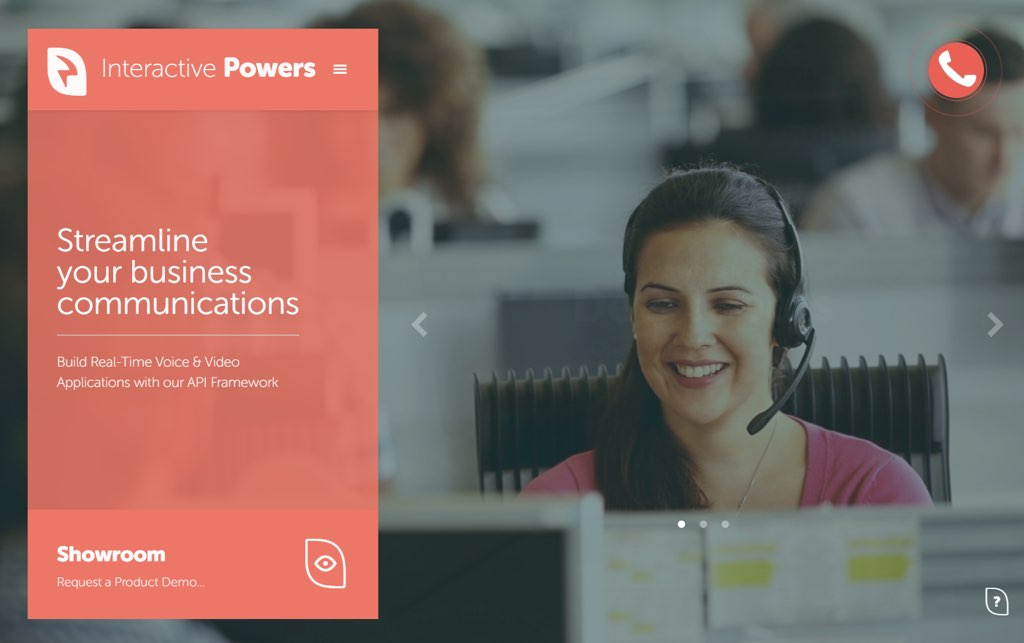 Interactive Powers
Streamline
your business
communications
Build Real-Time Voice & Video
Applications with our API Framework
Showroom
Request a Product Demo...
?